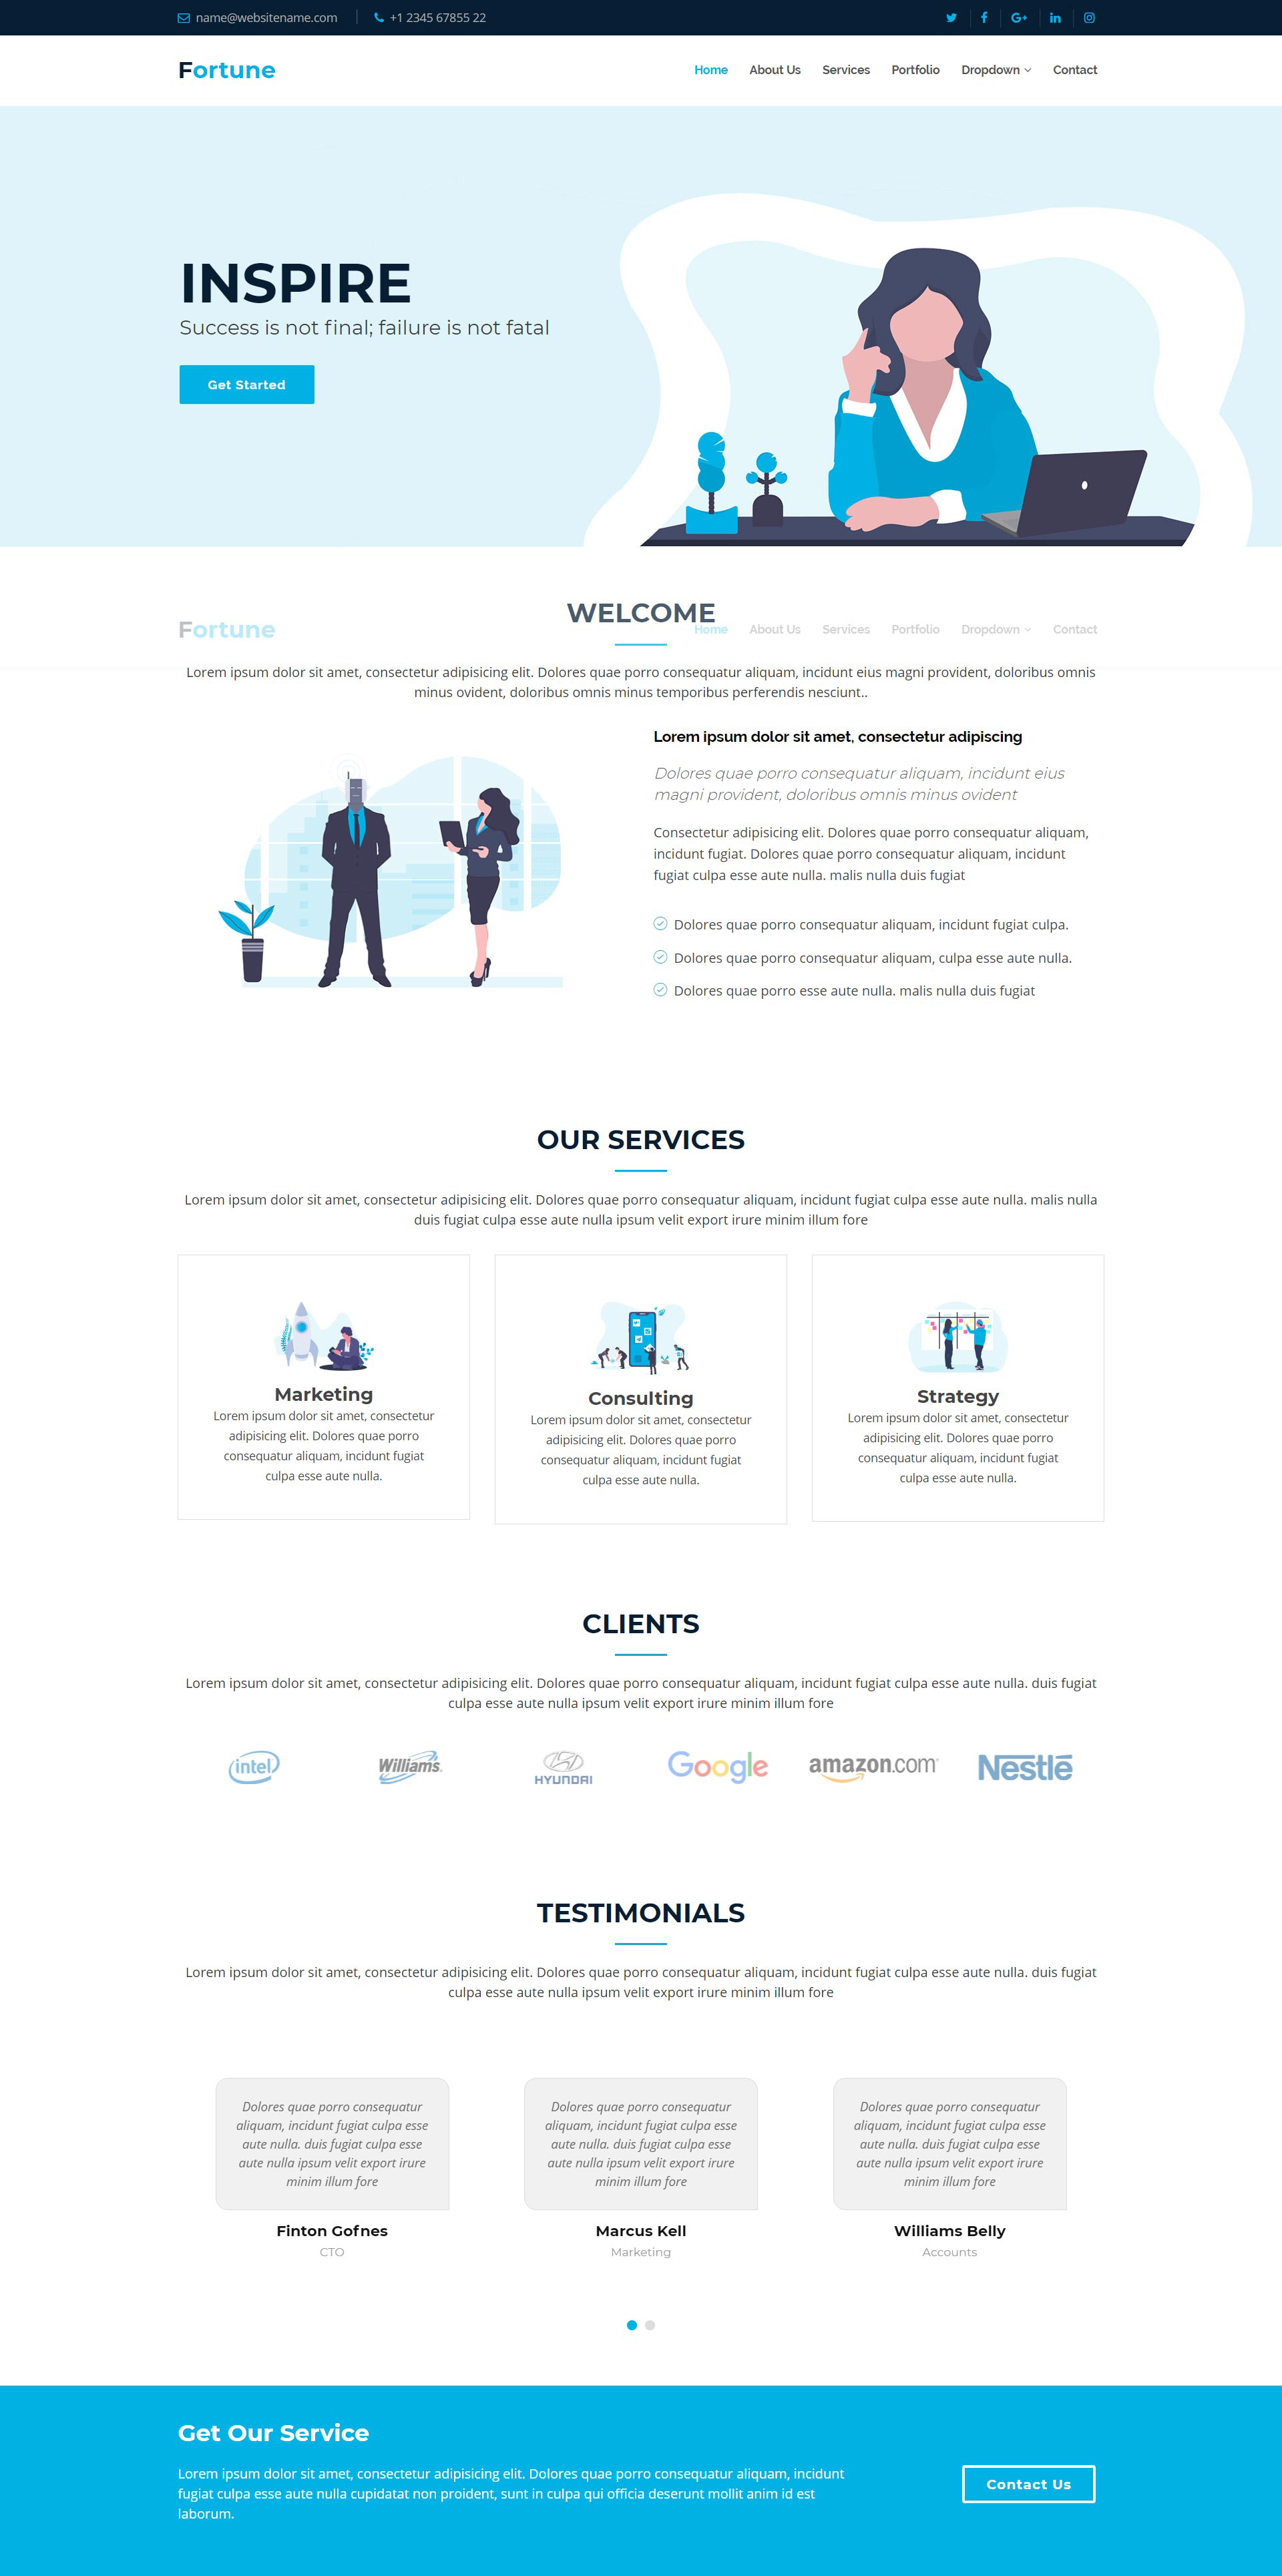 name@websitename.com
+1 2345 67855 22
Fortune
Home About Us Services Portfolio Dropdown Contact
INSPIRE
Success is not final; failure is not fatal
Get Started
WELCOME
Fortune
Home About Us Services Portfolio Dropdown Contact
Lorem ipsum dolor sit amet, consectetur adipisicing elit. Dolores quae porro consequatur aliquam, incidunt eius magni provident, doloribus omnis
minus ovident, doloribus omnis minus temporibus perferendis nesciunt..
Lorem ipsum dolor sit amet, consectetur adipiscing
Dolores quae porro consequatur aliquam, incidunt eius
magni provident, doloribus omnis minus ovident
Consectetur adipisicing elit. Dolores quae porro consequatur aliquam,
incidunt fugiat. Dolores quae porro consequatur aliquam, incidunt
fugiat culpa esse aute nulla. malis nulla duis fugiat
Dolores quae porro consequatur aliquam, incidunt fugiat culpa.
Dolores quae porro consequatur aliquam, culpa esse aute nulla.
Dolores quae porro esse aute nulla. malis nulla duis fugiat
OUR SERVICES
Lorem ipsum dolor sit amet, consectetur adipisicing elit. Dolores quae porro consequatur aliquam, incidunt fugiat culpa esse aute nulla. malis nulla
duis fugiat culpa esse aute nulla ipsum velit export irure minim illum fore
Marketing
Lorem ipsum dolor sit amet, consectetur
adipisicing elit. Dolores quae porro
consequatur aliquam, incidunt fugiat
culpa esse aute nulla.
Consulting
Lorem ipsum dolor sit amet, consectetur
adipisicing elit. Dolores quae porro
consequatur aliquam, incidunt fugiat
culpa esse aute nulla.
Strategy
Lorem ipsum dolor sit amet, consectetur
adipisicing elit. Dolores quae porro
consequatur aliquam, incidunt fugiat
culpa esse aute nulla.
CLIENTS
Lorem ipsum dolor sit amet, consectetur adipisicing elit. Dolores quae porro consequatur aliquam, incidunt fugiat culpa esse aute nulla. duis fugiat
culpa esse aute nulla ipsum velit export irure minim illum fore
intel
Williams
HYUNDAI
Google
amazon.com
Nestlé
TESTIMONIALS
Lorem ipsum dolor sit amet, consectetur adipisicing elit. Dolores quae porro consequatur aliquam, incidunt fugiat culpa esse aute nulla. duis fugiat
culpa esse aute nulla ipsum velit export irure minim illum fore
Dolores quae porro consequatur
aliquam, incidunt fugiat culpa esse
aute nulla. duis fugiat culpa esse
aute nulla ipsum velit export irure
minim illum fore
Finton Gofnes
CTO
Dolores quae porro consequatur
aliquam, incidunt fugiat culpa esse
aute nulla. duis fugiat culpa esse
aute nulla ipsum velit export irure
minim illum fore
Marcus Kell
Marketing
Dolores quae porro consequatur
aliquam, incidunt fugiat culpa esse
aute nulla. duis fugiat culpa esse
aute nulla ipsum velit export irure
minim illum fore
Williams Belly
Accounts
Get Our Service
Lorem ipsum dolor sit amet, consectetur adipisicing elit. Dolores quae porro consequatur aliquam, incidunt
fugiat culpa esse aute nulla cupidatat non proident, sunt in culpa qui officia deserunt mollit anim id est
laborum.
Contact Us